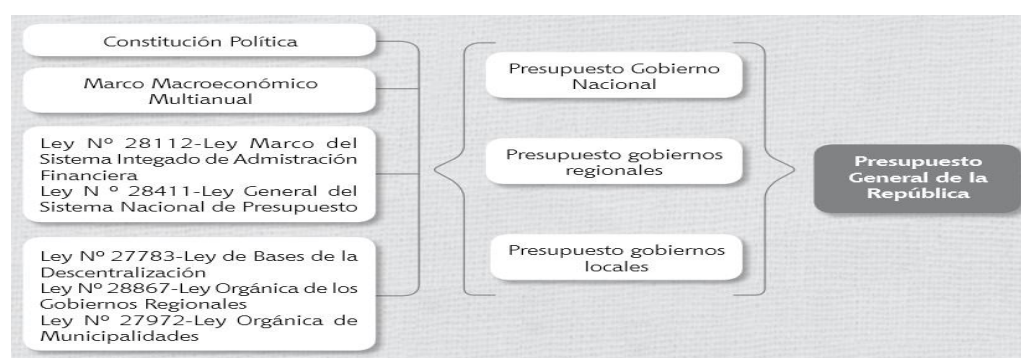 Constitución Política
Marco Macroeconómico
Multianual
Ley Nº 28112-Ley Marco del
Sistema Integado de Admistración
Financiera
Ley N º 28411-Ley General del
Sistema Nacional de Presupuesto
Ley Nº 27783-Ley de Bases de la
Descentralización
Ley Nº 28867-Ley Orgánica de los
Gobiernos Regionales
Ley Nº 27972-Ley Orgánica de
Municipalidades
Presupuesto Gobierno
Nacional
Presupuesto gobiernos
regionales
Presupuesto gobiernos
locales
Presupuesto
General de la
República